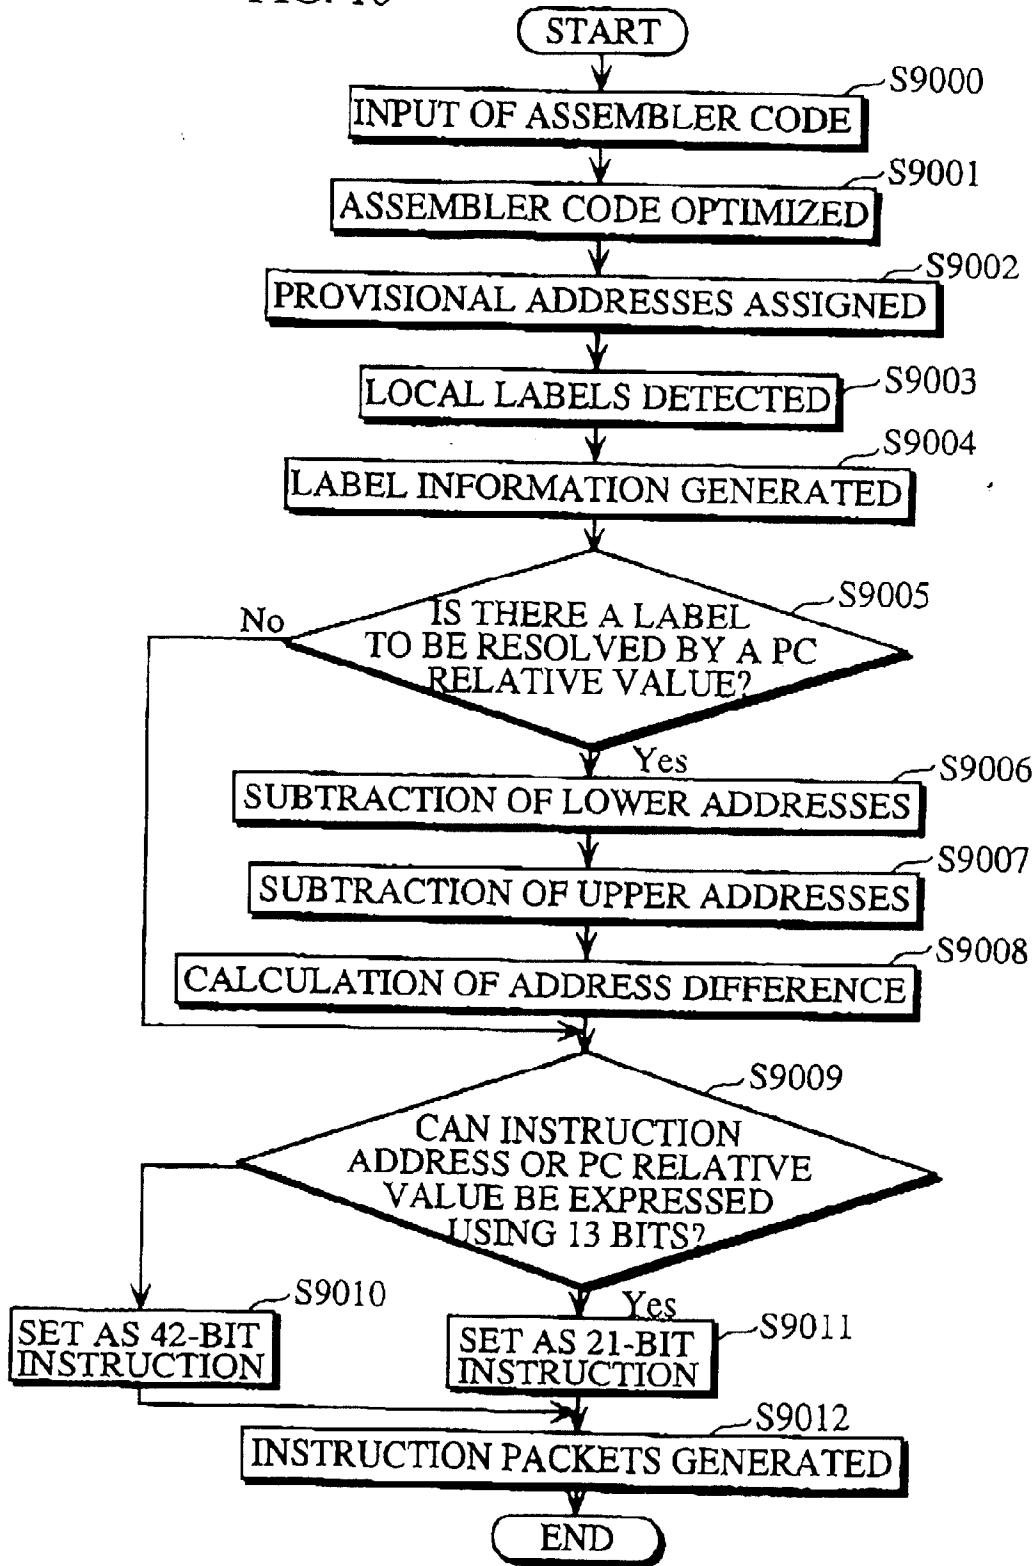 START
S9000
INPUT OF ASSEMBLER CODE
S9001
ASSEMBLER CODE OPTIMIZED
S9002
PROVISIONAL ADDRESSES ASSIGNED
S9003
LOCAL LABELS DETECTED
S9004
LABEL INFORMATION GENERATED
S9005
No
IS THERE A LABEL
TO BE RESOLVED BY A PC
RELATIVE VALUE?
Yes
S9006
SUBTRACTION OF LOWER ADDRESSES
S9007
SUBTRACTION OF UPPER ADDRESSES
S9008
CALCULATION OF ADDRESS DIFFERENCE
S9009
CAN INSTRUCTION
ADDRESS OR PC RELATIVE
VALUE BE EXPRESSED
USING 13 BITS?
S9010
Yes
SET AS 42-BIT
INSTRUCTION
S9011
SET AS 21-BIT
INSTRUCTION
S9012
INSTRUCTION PACKETS GENERATED
END